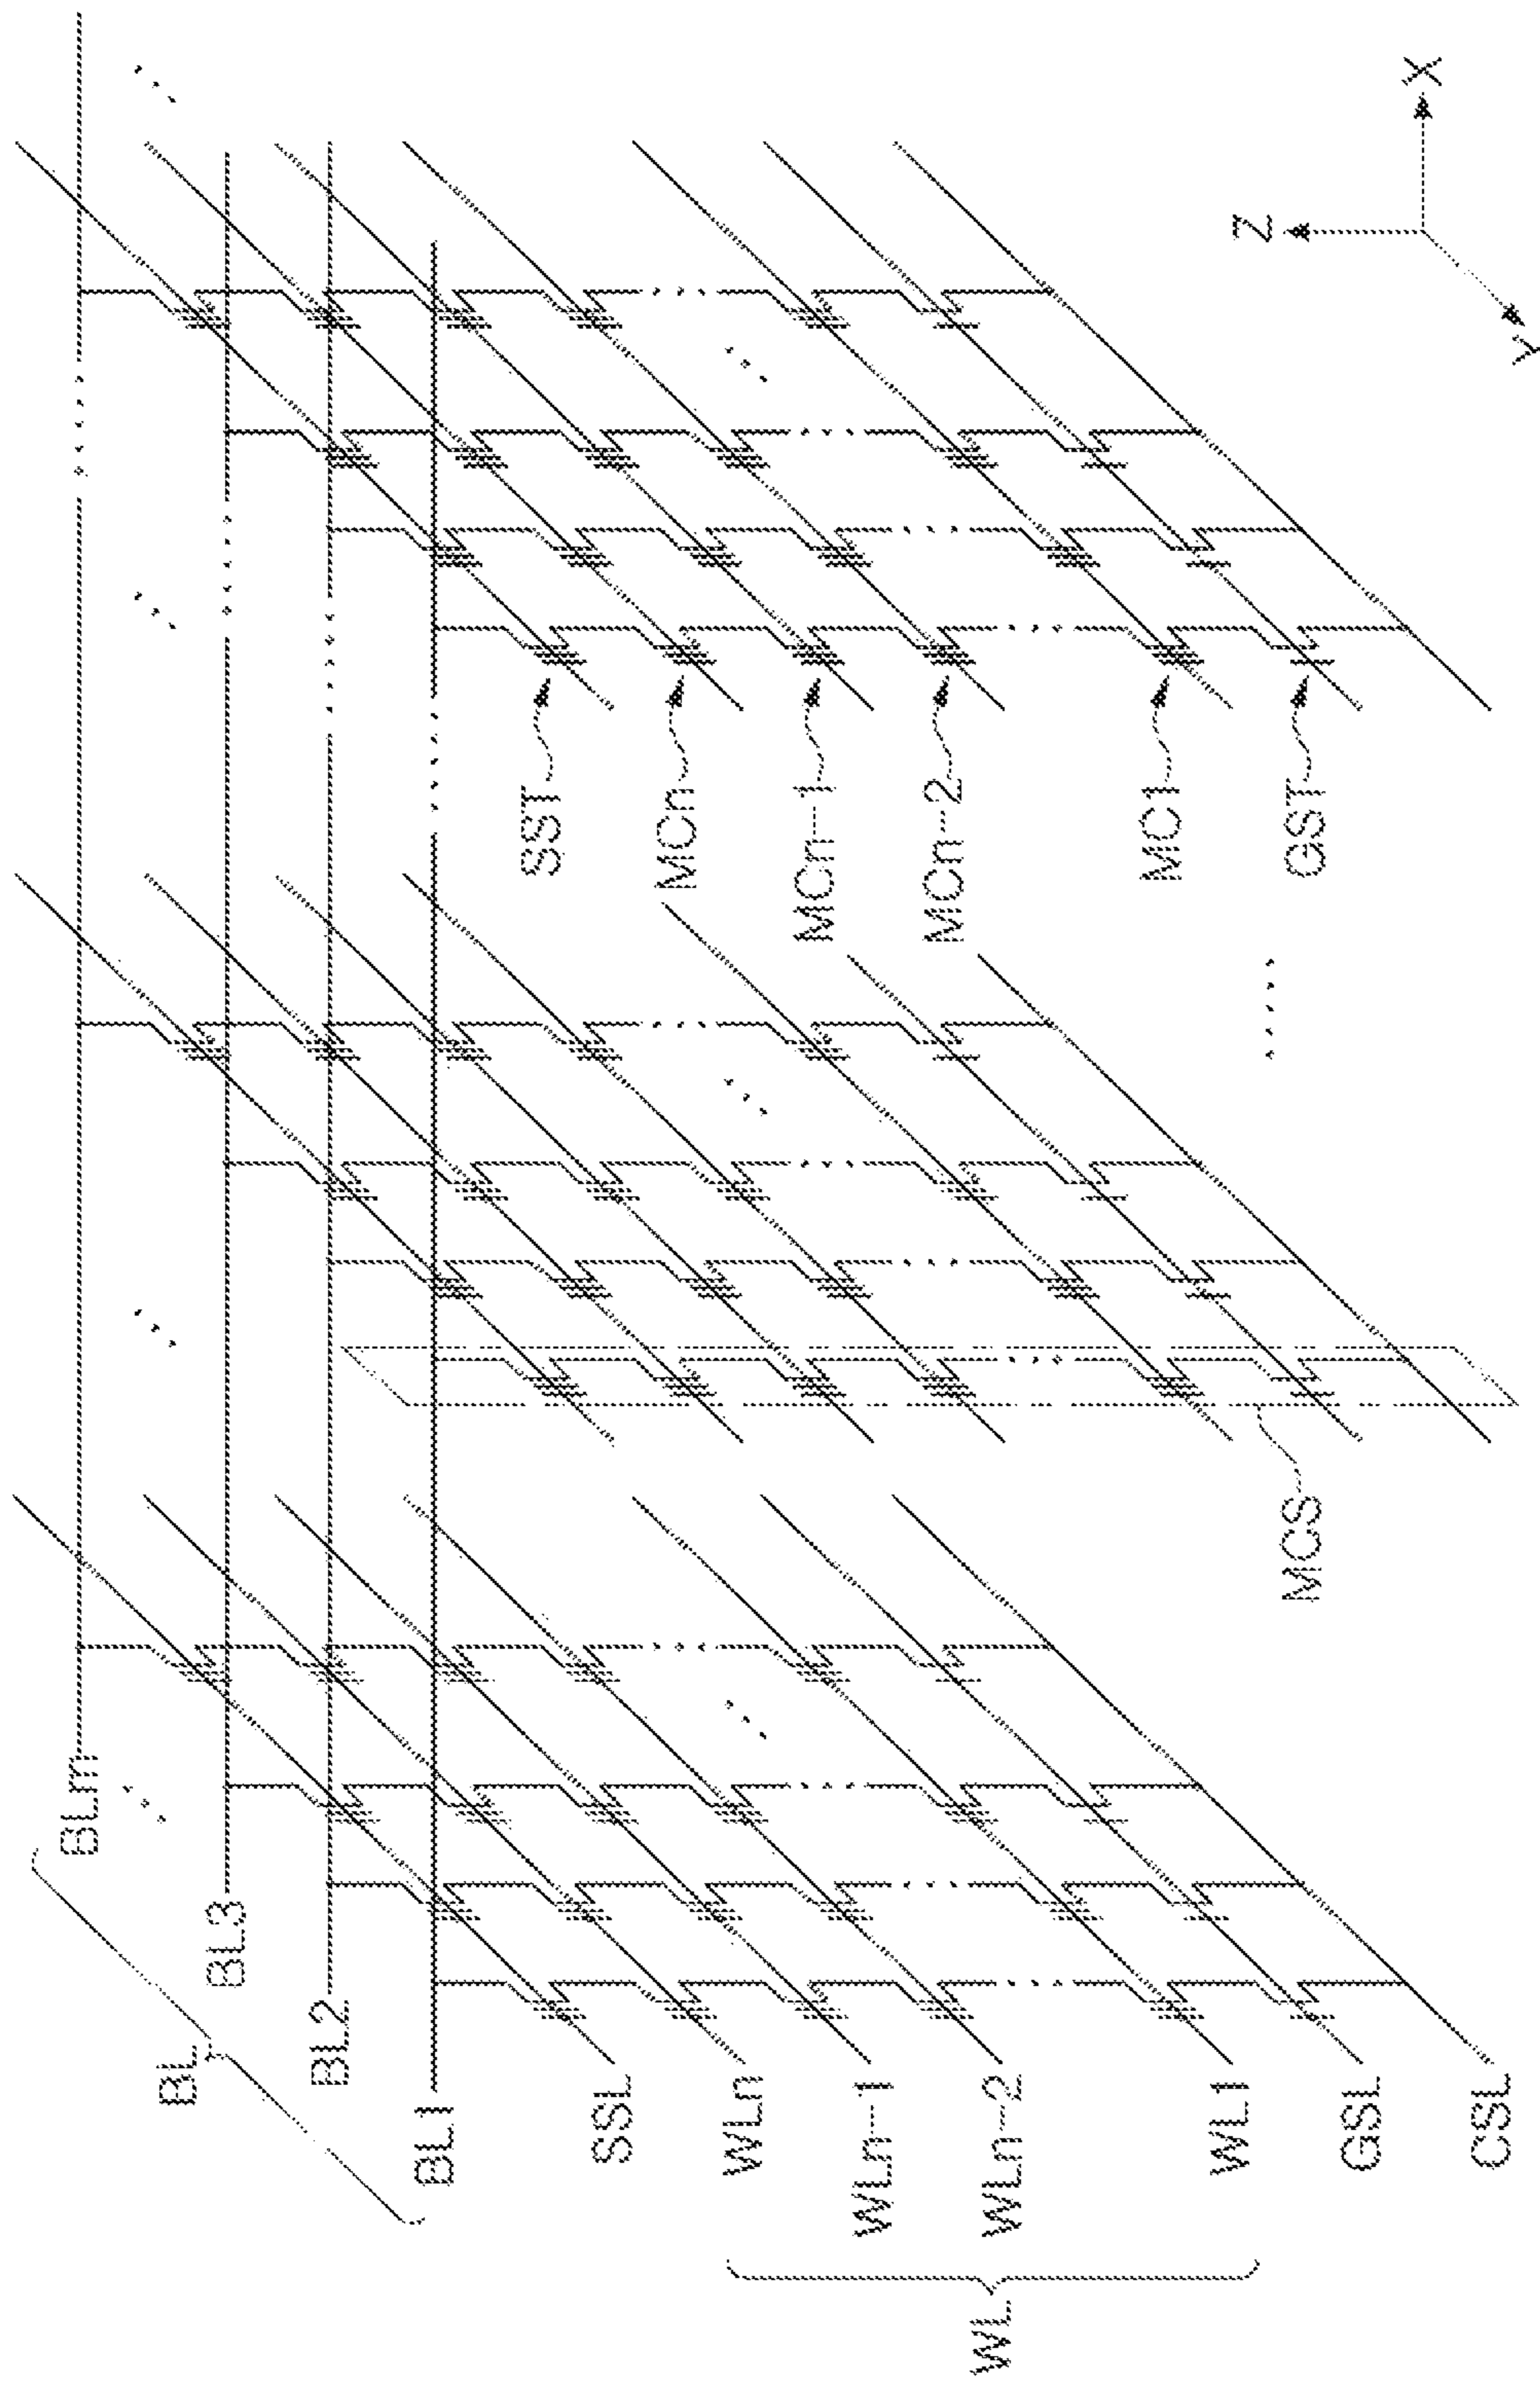 BL
BLm
BL3
BL2
BL1
SSL
WLn
WLn-1
WLn-2
WL1
WL
GSL
CSL
MCS
SST
MCn
MCn-1
MCn-2
MC1
GST
Z
X
Y